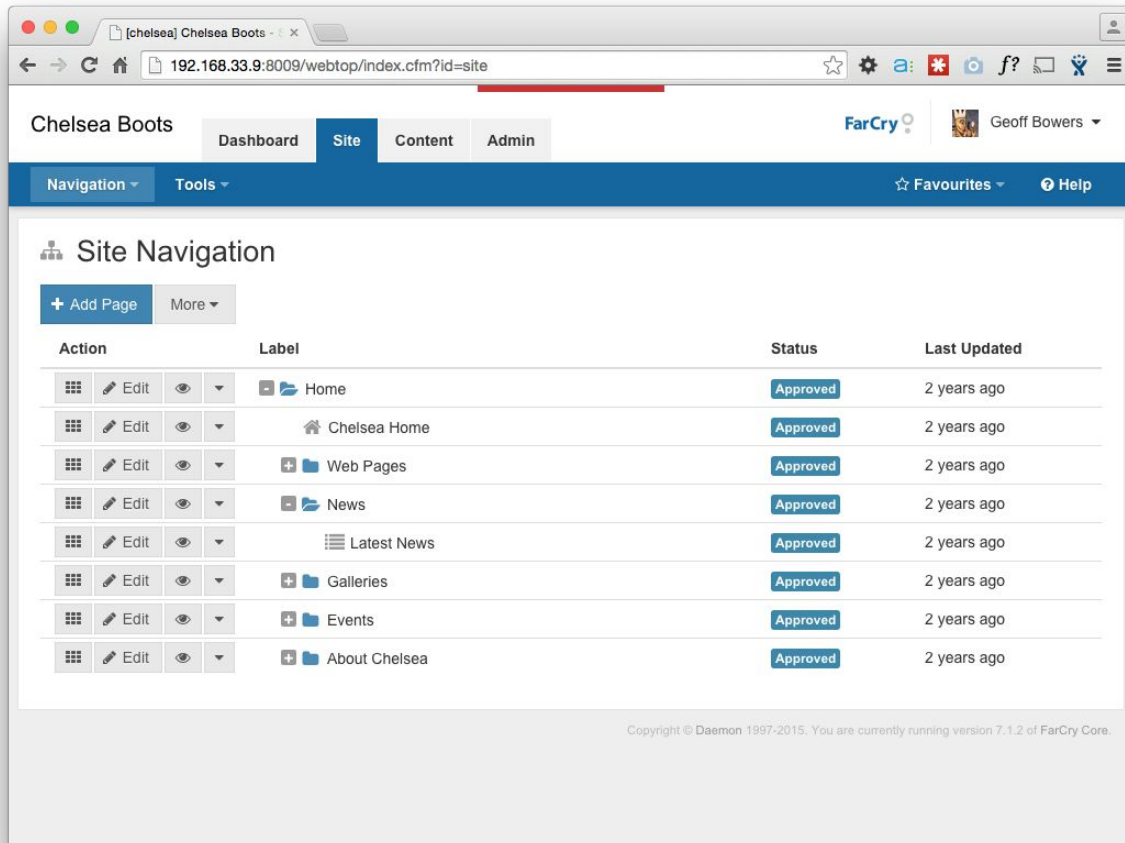 [chelsea] Chelsea Boots -
192.168.33.9:8009/webtop/index.cfm?id=site
Chelsea Boots
Dashboard Site Content Admin
FarCry
Geoff Bowers
Navigation Tools Favourites Help
Site Navigation
+ Add Page More
Action Label Status Last Updated
Edit - Home Approved 2 years ago
Edit Chelsea Home Approved 2 years ago
Edit + Web Pages Approved 2 years ago
Edit - News Approved 2 years ago
Edit Latest News Approved 2 years ago
Edit + Galleries Approved 2 years ago
Edit + Events Approved 2 years ago
Edit + About Chelsea Approved 2 years ago
Copyright © Daemon 1997-2015. You are currently running version 7.1.2 of FarCry Core.